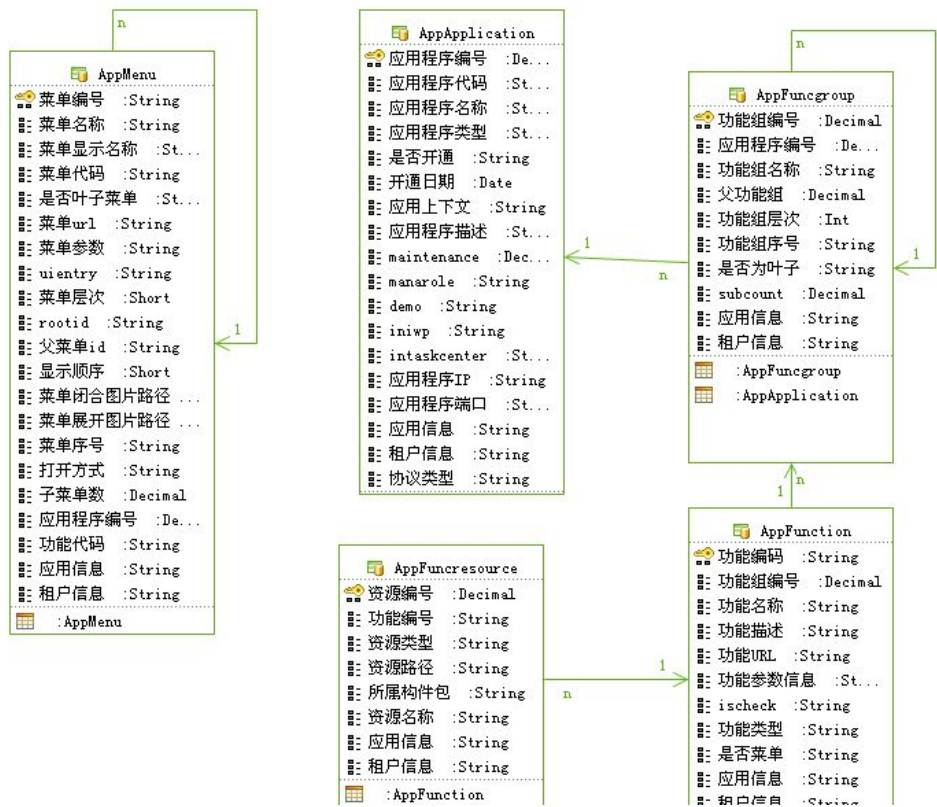 n
AppMenu
菜单编号 :String
菜单名称 :String
菜单显示名称 :St...
菜单代码 :String
是否叶子菜单 :St...
菜单url :String
菜单参数 :String
uientry :String
菜单层次 :Short
rootid :String
父菜单id :String
显示顺序 :Short
菜单闭合图片路径 ...
菜单展开图片路径 ...
菜单序号 :String
打开方式 :String
子菜单数 :Decimal
应用程序编号 :De...
功能代码 :String
应用信息 :String
租户信息 :String
:AppMenu
1
AppApplication
应用程序编号 :De...
应用程序代码 :St...
应用程序名称 :St...
应用程序类型 :St...
是否开通 :String
开通日期 :Date
应用上下文 :String
应用程序描述 :St...
maintenance :Dec...
manarole :String
demo :String
iniwp :String
intaskcenter :St...
应用程序IP :String
应用程序端口 :St...
应用信息 :String
租户信息 :String
协议类型 :String
1
n
n
AppFuncgroup
功能组编号 :Decimal
应用程序编号 :De...
功能组名称 :String
父功能组 :Decimal
功能组层次 :Int
功能组序号 :String
是否为叶子 :String
subcount :Decimal
应用信息 :String
租户信息 :String
:AppFuncgroup
:AppApplication
1
1
n
AppFuncresource
资源编号 :Decimal
功能编号 :String
资源类型 :String
资源路径 :String
所属构件包 :String
资源名称 :String
应用信息 :String
租户信息 :String
:AppFunction
n
1
AppFunction
功能编码 :String
功能组编号 :Decimal
功能名称 :String
功能描述 :String
功能URL :String
功能参数信息 :St...
ischeck :String
功能类型 :String
是否菜单 :String
应用信息 :String
租户信息 :String